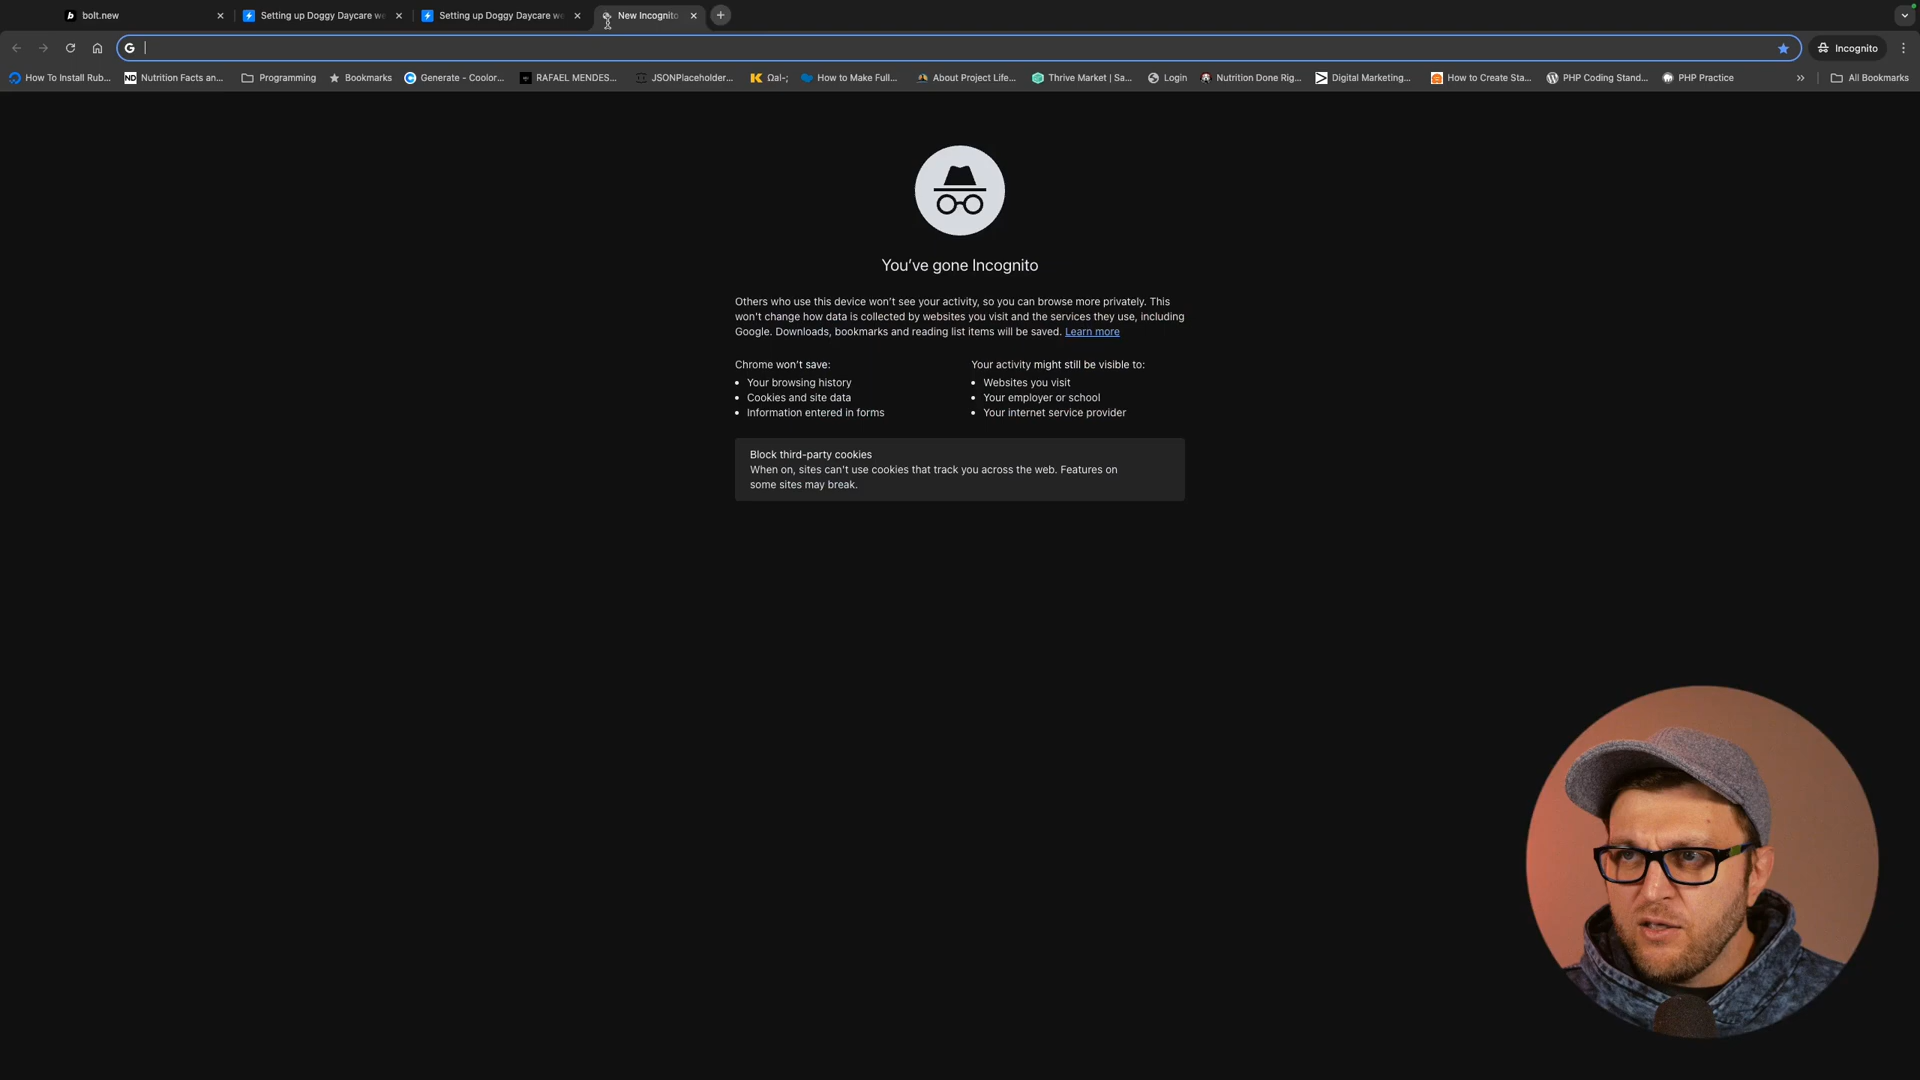 bolt.new
Setting up Doggy Daycare we
Setting up Doggy Daycare we
New Incognito
Incognito
How To Install Rub...
Nutrition Facts an...
Programming
Bookmarks
Generate - Coolor...
RAFAEL MENDES...
JSONPlaceholder...
Ωal-;
How to Make Full...
About Project Life...
Thrive Market | Sa...
Login
Nutrition Done Rig...
Digital Marketing...
How to Create Sta...
PHP Coding Stand...
PHP Practice
All Bookmarks
You've gone Incognito
Others who use this device won't see your activity, so you can browse more privately. This
won't change how data is collected by websites you visit and the services they use, including
Google. Downloads, bookmarks and reading list items will be saved. Learn more
Chrome won't save:
Your browsing history
Cookies and site data
Information entered in forms
Your activity might still be visible to:
Websites you visit
Your employer or school
Your internet service provider
Block third-party cookies
When on, sites can't use cookies that track you across the web. Features on
some sites may break.